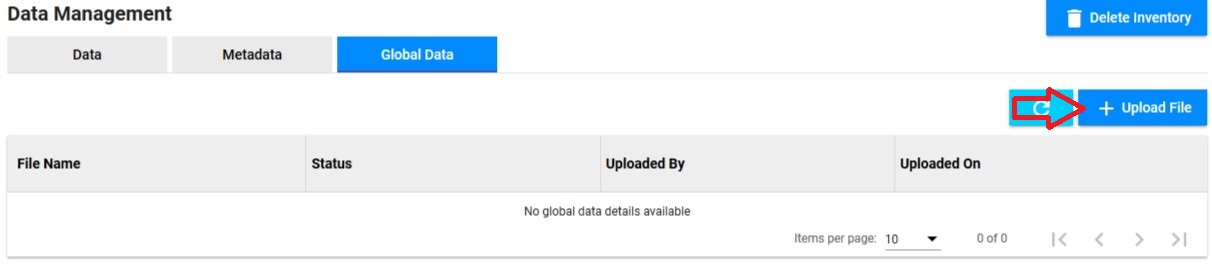 Data Management
Delete Inventory
Data Metadata Global Data
+ Upload File
File Name Status Uploaded By Uploaded On
No global data details available
Items per page: 10 0 of 0